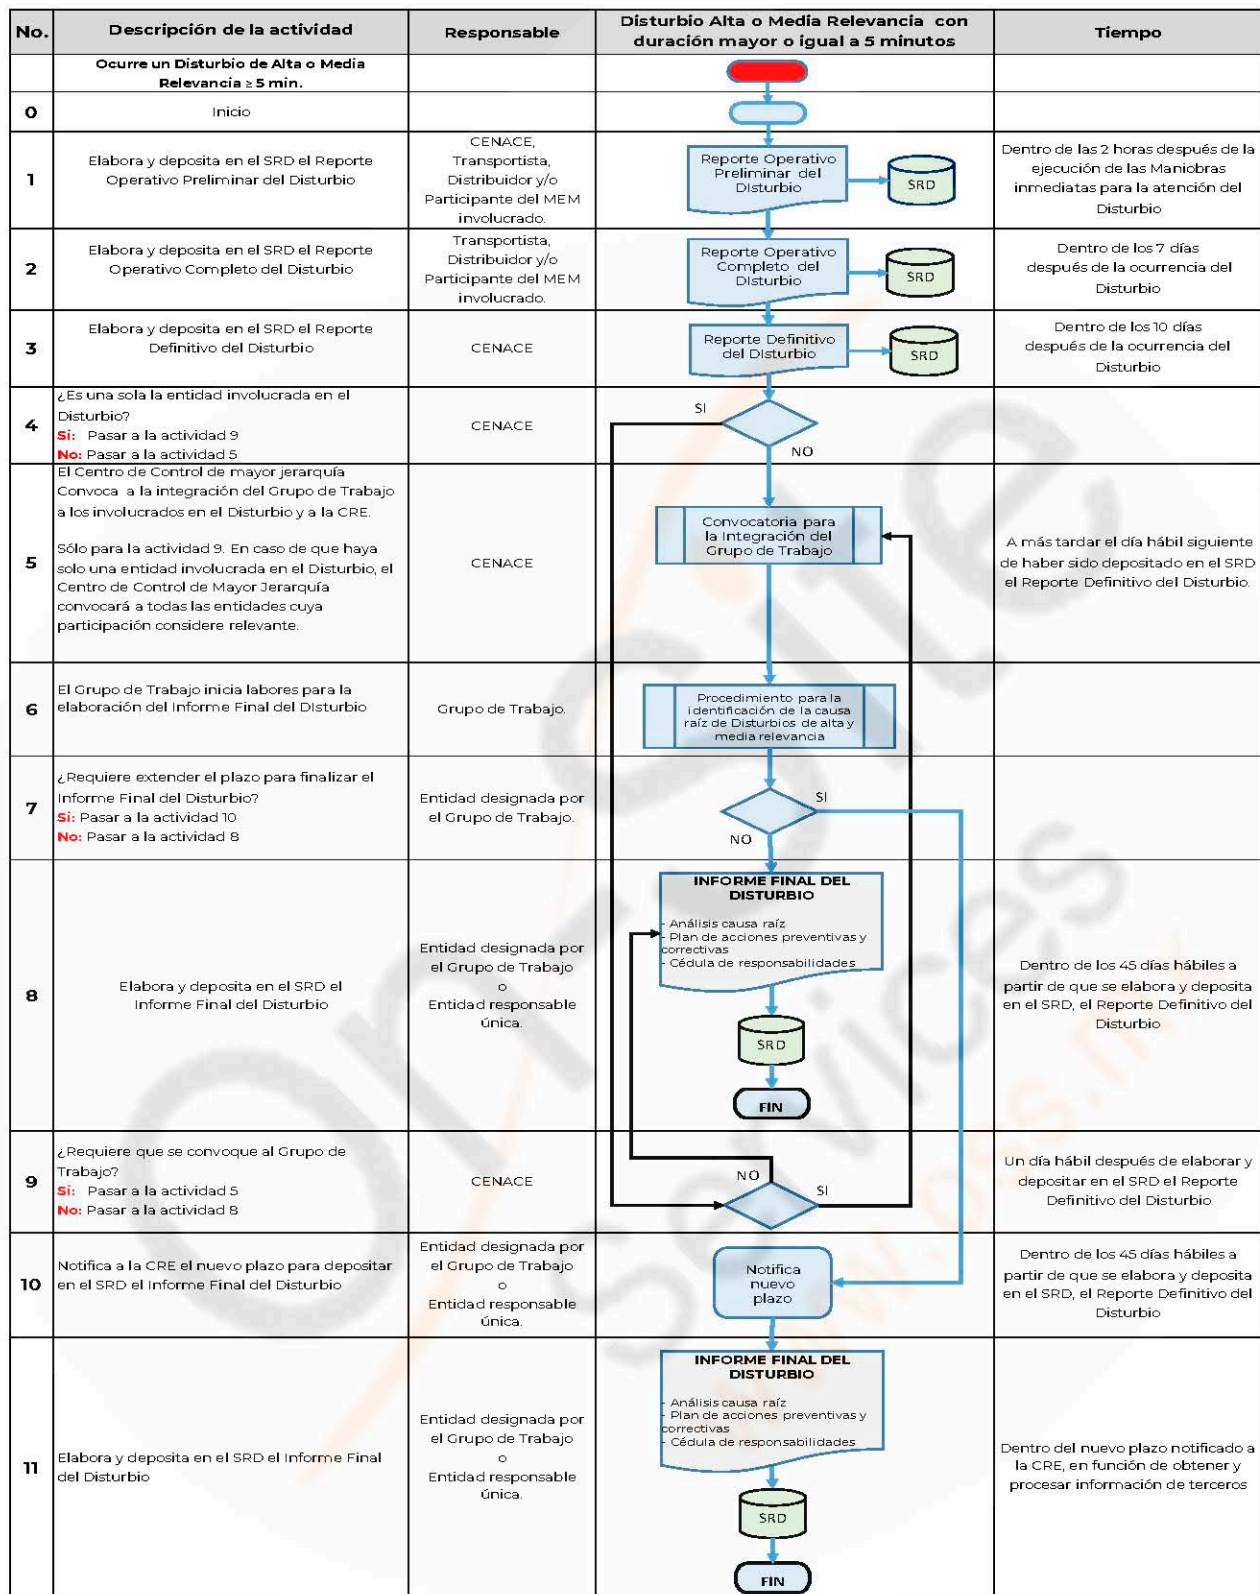 No.
Descripción de la actividad
Responsable
Disturbio Alta o Media Relevancia con
duración mayor o igual a 5 minutos
Tiempo
Ocurre un Disturbio de Alta o Media
Relevancia ≥ 5 min.
0
Inicio
1
Elabora y deposita en el SRD el Reporte
Operativo Preliminar del Disturbio
CENACE,
Transportista,
Distribuidor y/o
Participante del MEM
involucrado.
Reporte Operativo
Preliminar del
Disturbio
SRD
Dentro de las 2 horas después de la
ejecución de las Maniobras
inmediatas para la atención del
Disturbio
2
Elabora y deposita en el SRD el Reporte
Operativo Completo del Disturbio
Transportista,
Distribuidor y/o
Participante del MEM
involucrado.
Reporte Operativo
Completo del
Disturbio
SRD
Dentro de los 7 días
después de la ocurrencia del
Disturbio
3
Elabora y deposita en el SRD el Reporte
Definitivo del Disturbio
CENACE
Reporte Definitivo
del Disturbio
SRD
Dentro de los 10 días
después de la ocurrencia del
Disturbio
4
¿Es una sola la entidad involucrada en el
Disturbio?
Sí: Pasar a la actividad 9
No: Pasar a la actividad 5
CENACE
SI
NO
5
El Centro de Control de mayor jerarquía
Convoca a la integración del Grupo de Trabajo
a los involucrados en el Disturbio y a la CRE.
Sólo para la actividad 9. En caso de que haya
solo una entidad involucrada en el Disturbio, el
Centro de Control de Mayor Jerarquía
convocará a todas las entidades cuya
participación considere relevante.
CENACE
Convocatoria para
la Integración del
Grupo de Trabajo
A más tardar el día hábil siguiente
de haber sido depositado en el SRD
el Reporte Definitivo del Disturbio.
6
El Grupo de Trabajo inicia labores para la
elaboración del Informe Final del Disturbio
Grupo de Trabajo.
Procedimiento para la
identificación de la causa
raíz de Disturbios de alta y
media relevancia
7
¿Requiere extender el plazo para finalizar el
Informe Final del Disturbio?
Sí: Pasar a la actividad 10
No: Pasar a la actividad 8
Entidad designada por
el Grupo de Trabajo.
SI
NO
8
Elabora y deposita en el SRD el
Informe Final del Disturbio
Entidad designada por
el Grupo de Trabajo
o
Entidad responsable
única.
INFORME FINAL DEL
DISTURBIO
- Análisis causa raíz
- Plan de acciones preventivas y
correctivas
- Cédula de responsabilidades
SRD
FIN
Dentro de los 45 días hábiles a
partir de que se elabora y deposita
en el SRD, el Reporte Definitivo del
Disturbio
9
¿Requiere que se convoque al Grupo de
Trabajo?
Sí: Pasar a la actividad 5
No: Pasar a la actividad 8
CENACE
NO
SI
Un día hábil después de elaborar y
depositar en el SRD el Reporte
Definitivo del Disturbio
10
Notifica a la CRE el nuevo plazo para depositar
en el SRD el Informe Final del Disturbio
Entidad designada por
el Grupo de Trabajo
o
Entidad responsable
única.
Notifica
nuevo
plazo
Dentro de los 45 días hábiles a
partir de que se elabora y deposita
en el SRD, el Reporte Definitivo del
Disturbio
11
Elabora y deposita en el SRD el Informe Final
del Disturbio
Entidad designada por
el Grupo de Trabajo
o
Entidad responsable
única.
INFORME FINAL DEL
DISTURBIO
- Análisis causa raíz
- Plan de acciones preventivas y
correctivas
- Cédula de responsabilidades
SRD
FIN
Dentro del nuevo plazo notificado a
la CRE, en función de obtener y
procesar información de terceros
On-Site
Services